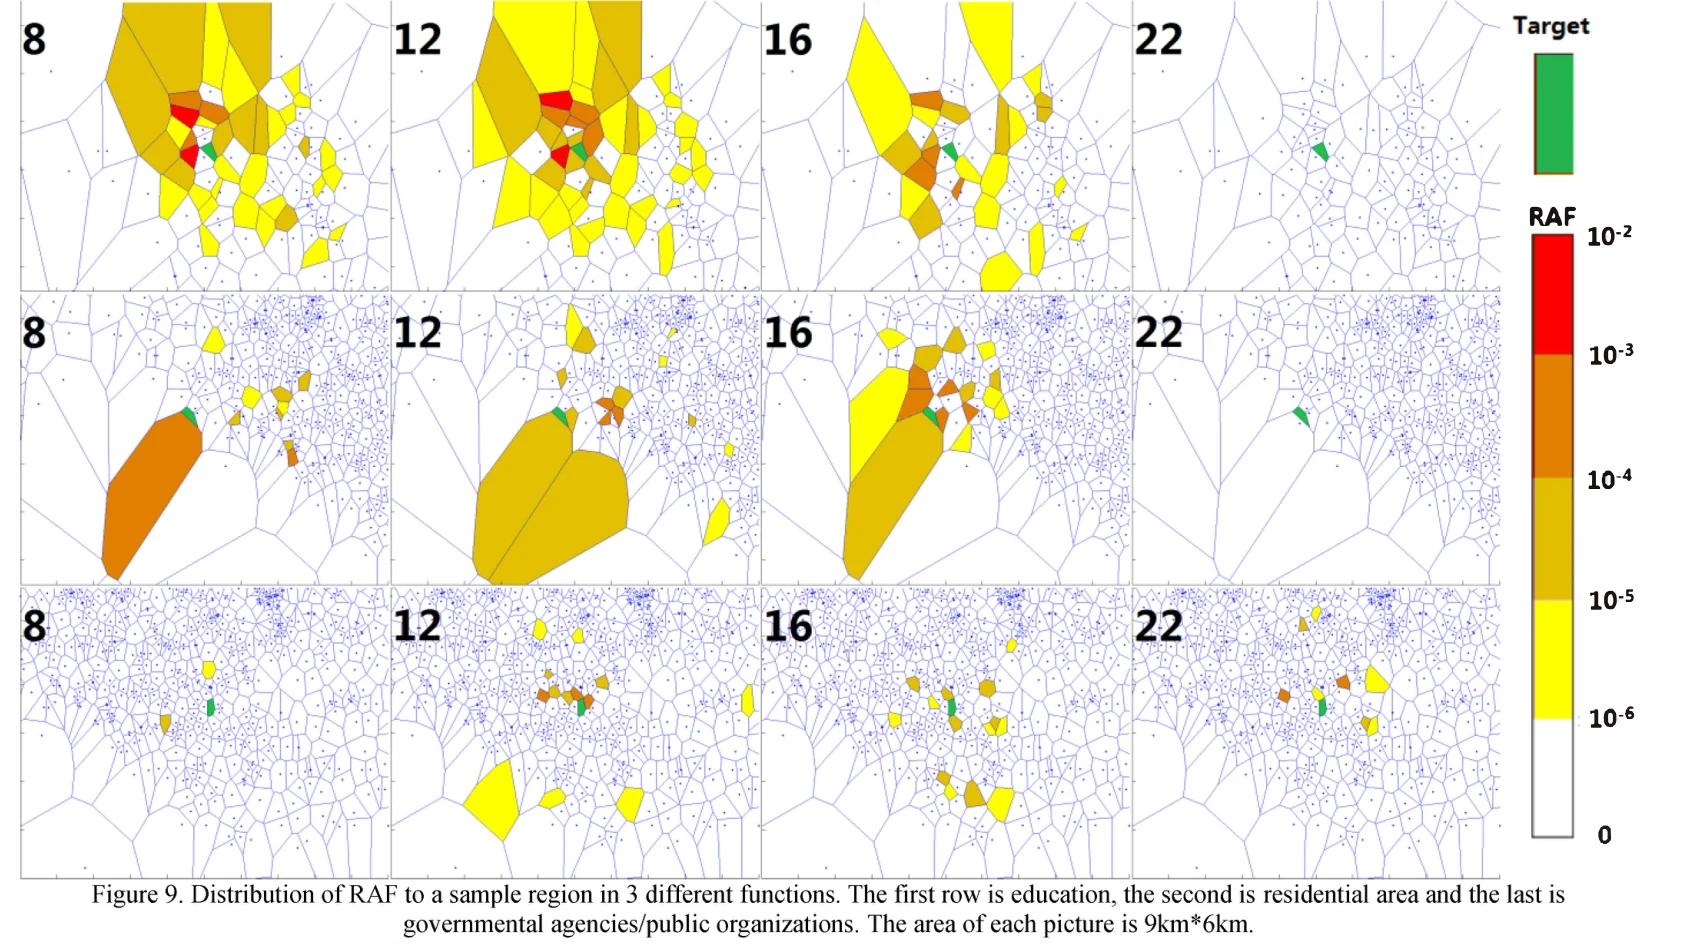 8 12 16 22 Target
RAF
10-2
10-3
8 12 16 22
10-4
10-5
8 12 16 22
10-6
0
Figure 9. Distribution of RAF to a sample region in 3 different functions. The first row is education, the second is residential area and the last is
governmental agencies/public organizations. The area of each picture is 9km*6km.